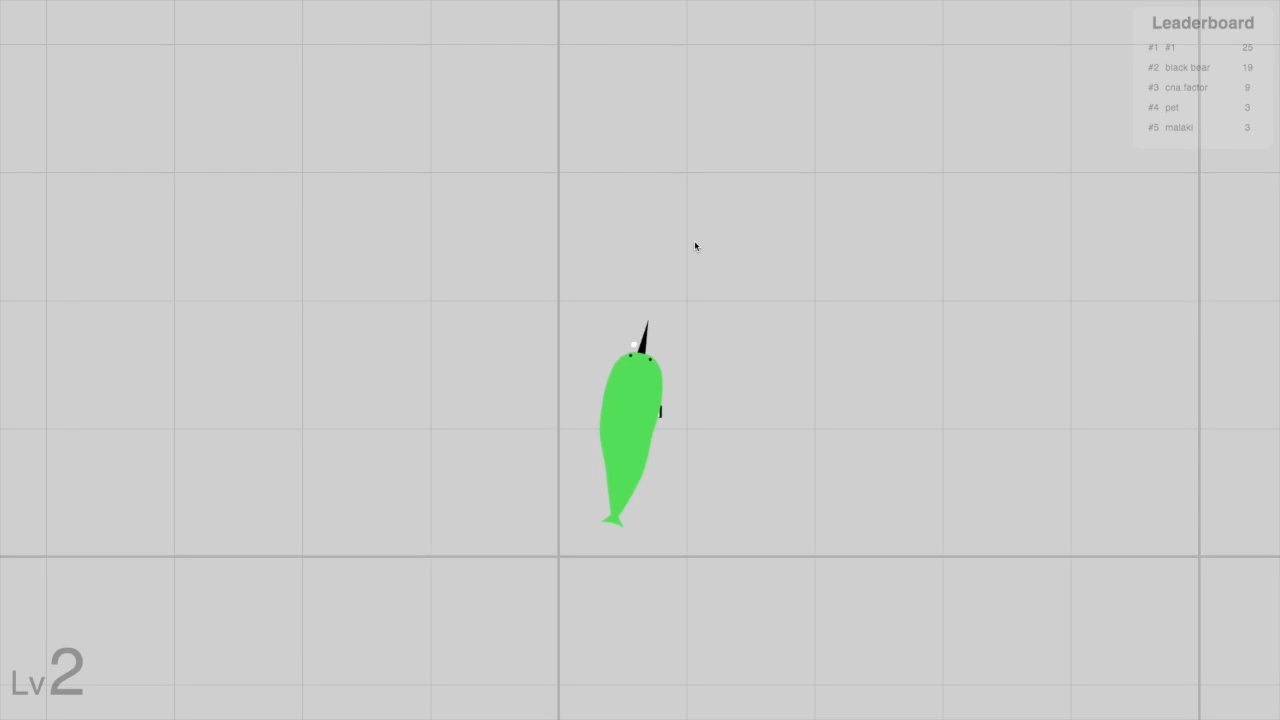 Leaderboard
#1 #1 25
#2 black bear 19
#3 cna factor 9
#4 pet 3
#5 malaki 3
Lv2